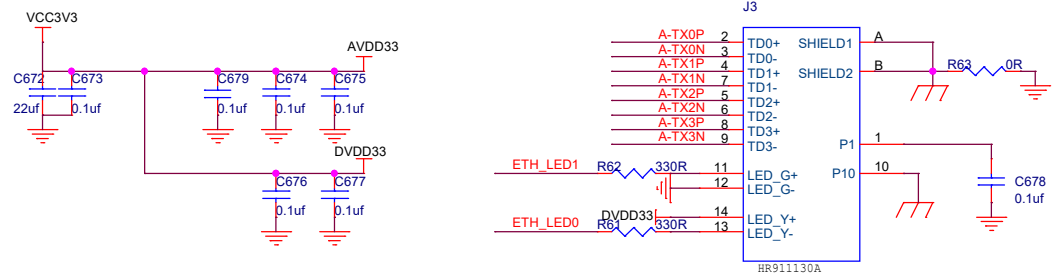 VCC3V3
AVDD33
C672
C673
C679
C674
C675
22uf
0.1uf
0.1uf
0.1uf
0.1uf
DVDD33
C676
C677
0.1uf
0.1uf
J3
A-TX0P 2 TD0+ SHIELD1 A
A-TX0N 3 TD0-
A-TX1P 4 TD1+ SHIELD2 B R63 0R
A-TX1N 7 TD1-
A-TX2P 5 TD2+
A-TX2N 6 TD2-
A-TX3P 8 TD3+
A-TX3N 9 TD3- P1 1
ETH_LED1 R62 330R 11 LED_G+ P10 10
12 LED_G-
C678
0.1uf
DVDD33 14 LED_Y+
ETH_LED0 R61 330R 13 LED_Y-
HR911130A